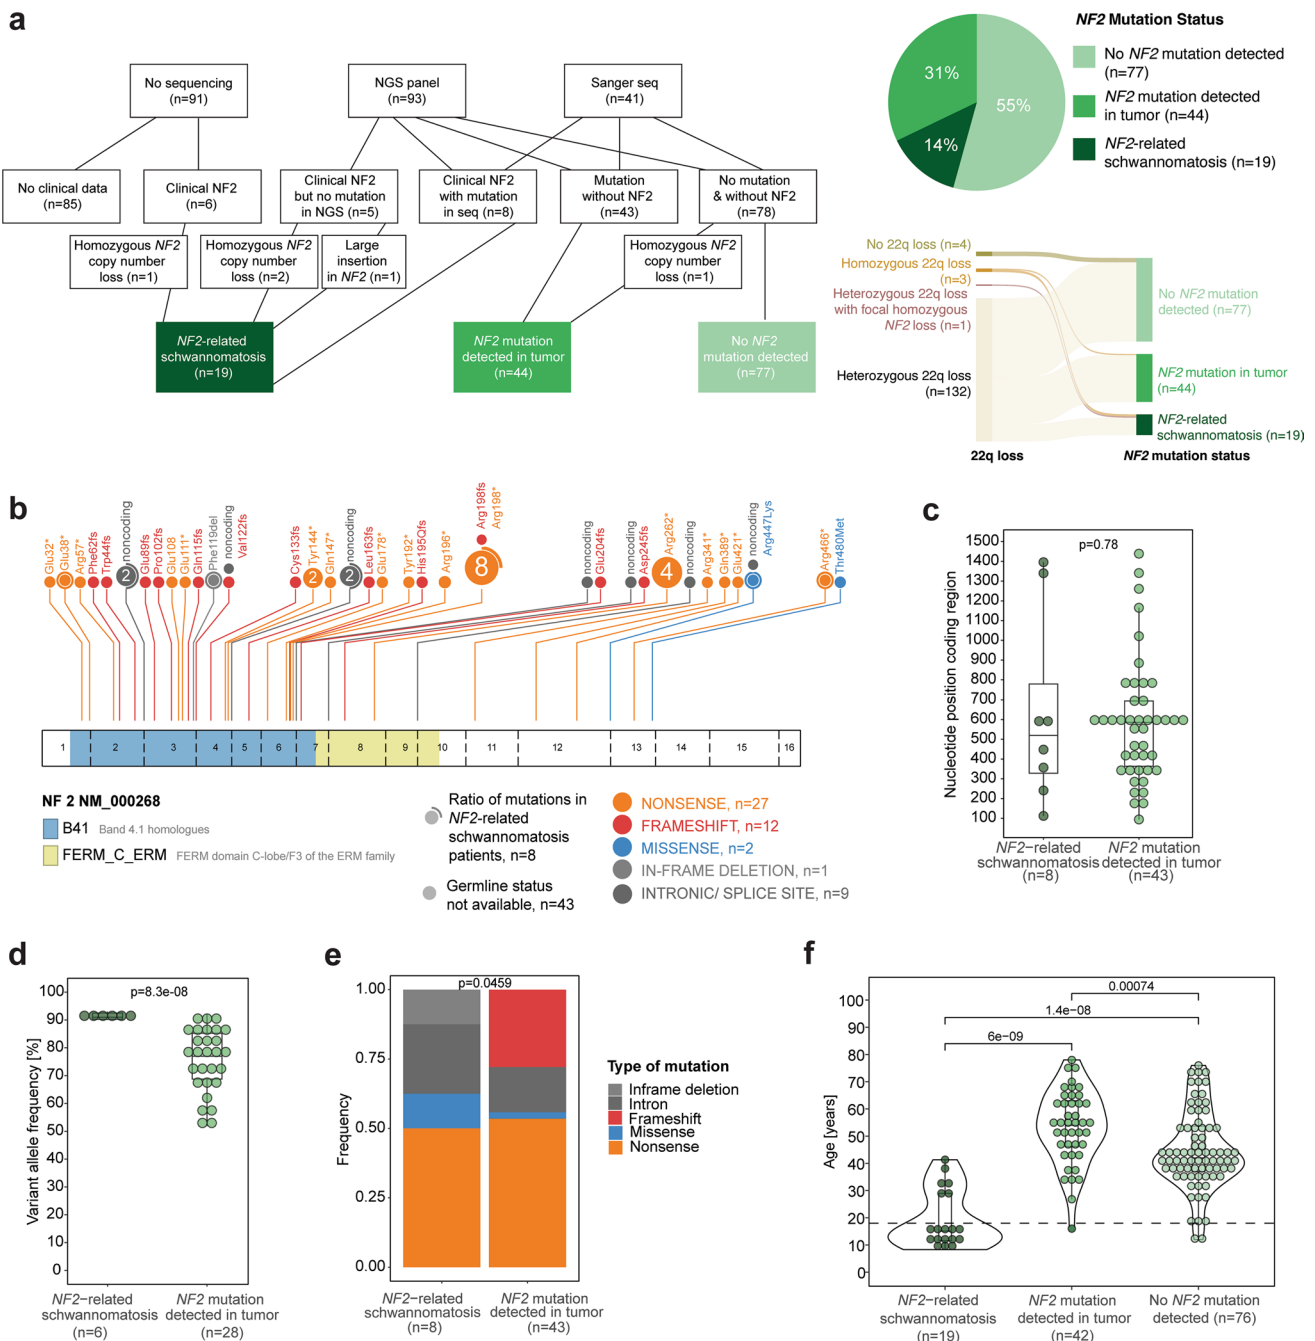 a
No sequencing
(n=91)
NGS panel
(n=93)
Sanger seq
(n=41)
No clinical data
(n=85)
Clinical NF2
(n=6)
Clinical NF2
but no mutation
in NGS (n=5)
Clinical NF2
with mutation
in seq (n=8)
Mutation
without NF2
(n=43)
No mutation
& without NF2
(n=78)
Homozygous NF2
copy number
loss (n=1)
Homozygous NF2
copy number
loss (n=2)
Large
insertion
in NF2 (n=1)
Homozygous NF2
copy number
loss (n=1)
NF2-related
schwannomatosis
(n=19)
NF2 mutation
detected in tumor
(n=44)
No NF2
mutation detected
(n=77)
31%
55%
14%
NF2 Mutation Status
No NF2 mutation detected
(n=77)
NF2 mutation detected
in tumor (n=44)
NF2-related
schwannomatosis (n=19)
No 22q loss (n=4)
Homozygous 22q loss
(n=3)
Heterozygous 22q loss
with focal homozygous
NF2 loss (n=1)
Heterozygous 22q loss
(n=132)
No NF2 mutation
detected (n=77)
NF2 mutation in tumor
(n=44)
NF2-related
schwannomatosis (n=19)
22q loss
NF2 mutation status
b
Glu32*
Glu38*
Arg57*
Phe62fs
Trp44fs
noncoding
Glu89fs
Pro102fs
Glu108
Glu111*
Gln115fs
Phe119del
noncoding
Val122fs
Cys133fs
Tyr144*
Gln147*
noncoding
Leu163fs
Glu178*
Tyr192*
His195Qfs
Arg196*
Arg198fs
Arg198*
noncoding
Glu204fs
noncoding
Asp245fs
Arg262*
noncoding
Arg341*
Gln389*
Glu421*
noncoding
Arg447Lys
Arg466*
Thr480Met
2
2
2
8
4
1
2
3
4
5
6
7
8
9
10
11
12
13
14
15
16
NF 2 NM_000268
B41 Band 4.1 homologues
FERM_C_ERM FERM domain C-lobe/F3 of the ERM family
Ratio of mutations in
NF2-related
schwannomatosis
patients, n=8
Germline status
not available, n=43
NONSENSE, n=27
FRAMESHIFT, n=12
MISSENSE, n=2
IN-FRAME DELETION, n=1
INTRONIC/ SPLICE SITE, n=9
c
p=0.78
Nucleotide position coding region
1500
1400
1300
1200
1100
1000
900
800
700
600
500
400
300
200
100
NF2−related
schwannomatosis
(n=8)
NF2 mutation
detected in tumor
(n=43)
d
p=8.3e-08
Variant allele frequency [%]
100
90
80
70
60
50
40
30
20
10
0
NF2−related
schwannomatosis
(n=6)
NF2 mutation
detected in tumor
(n=28)
e
p=0.0459
Frequency
1.00
0.75
0.50
0.25
0.00
NF2−related
schwannomatosis
(n=8)
NF2 mutation
detected in tumor
(n=43)
Type of mutation
Inframe deletion
Intron
Frameshift
Missense
Nonsense
f
0.00074
1.4e−08
6e−09
Age [years]
100
90
80
70
60
50
40
30
20
10
0
NF2-related
schwannomatosis
(n=19)
NF2 mutation
detected in tumor
(n=42)
No NF2 mutation
detected (n=76)